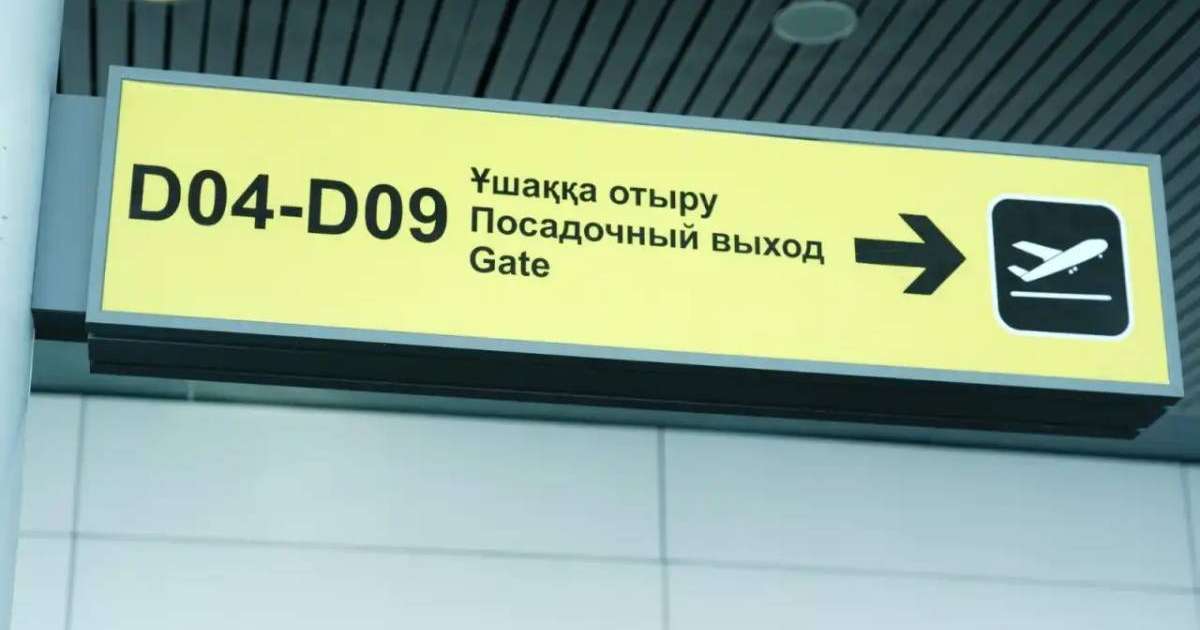 D04-D09
Ұшаққа отыру
Посадочный выход
Gate